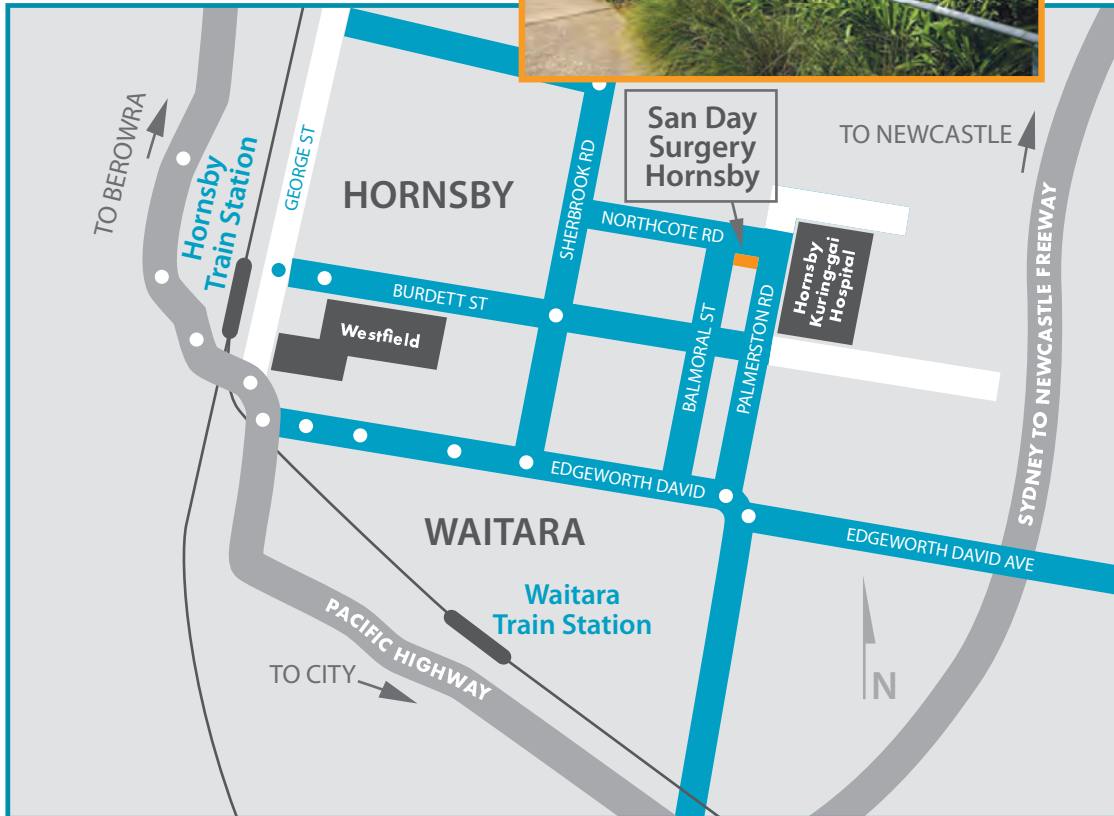 San Day
Surgery
Hornsby
TO NEWCASTLE
TO BEROWRA
Hornsby
Train Station
GEORGE ST
HORNSBY
SHERBROOK RD
NORTHCOTE RD
Hornsby
Kuring-gai
Hospital
BURDETT ST
Westfield
BALMORAL ST
PALMERSTON RD
SYDNEY TO NEWCASTLE FREEWAY
EDGEWORTH DAVID
WAITARA
EDGEWORTH DAVID AVE
Waitara
Train Station
PACIFIC HIGHWAY
TO CITY
N